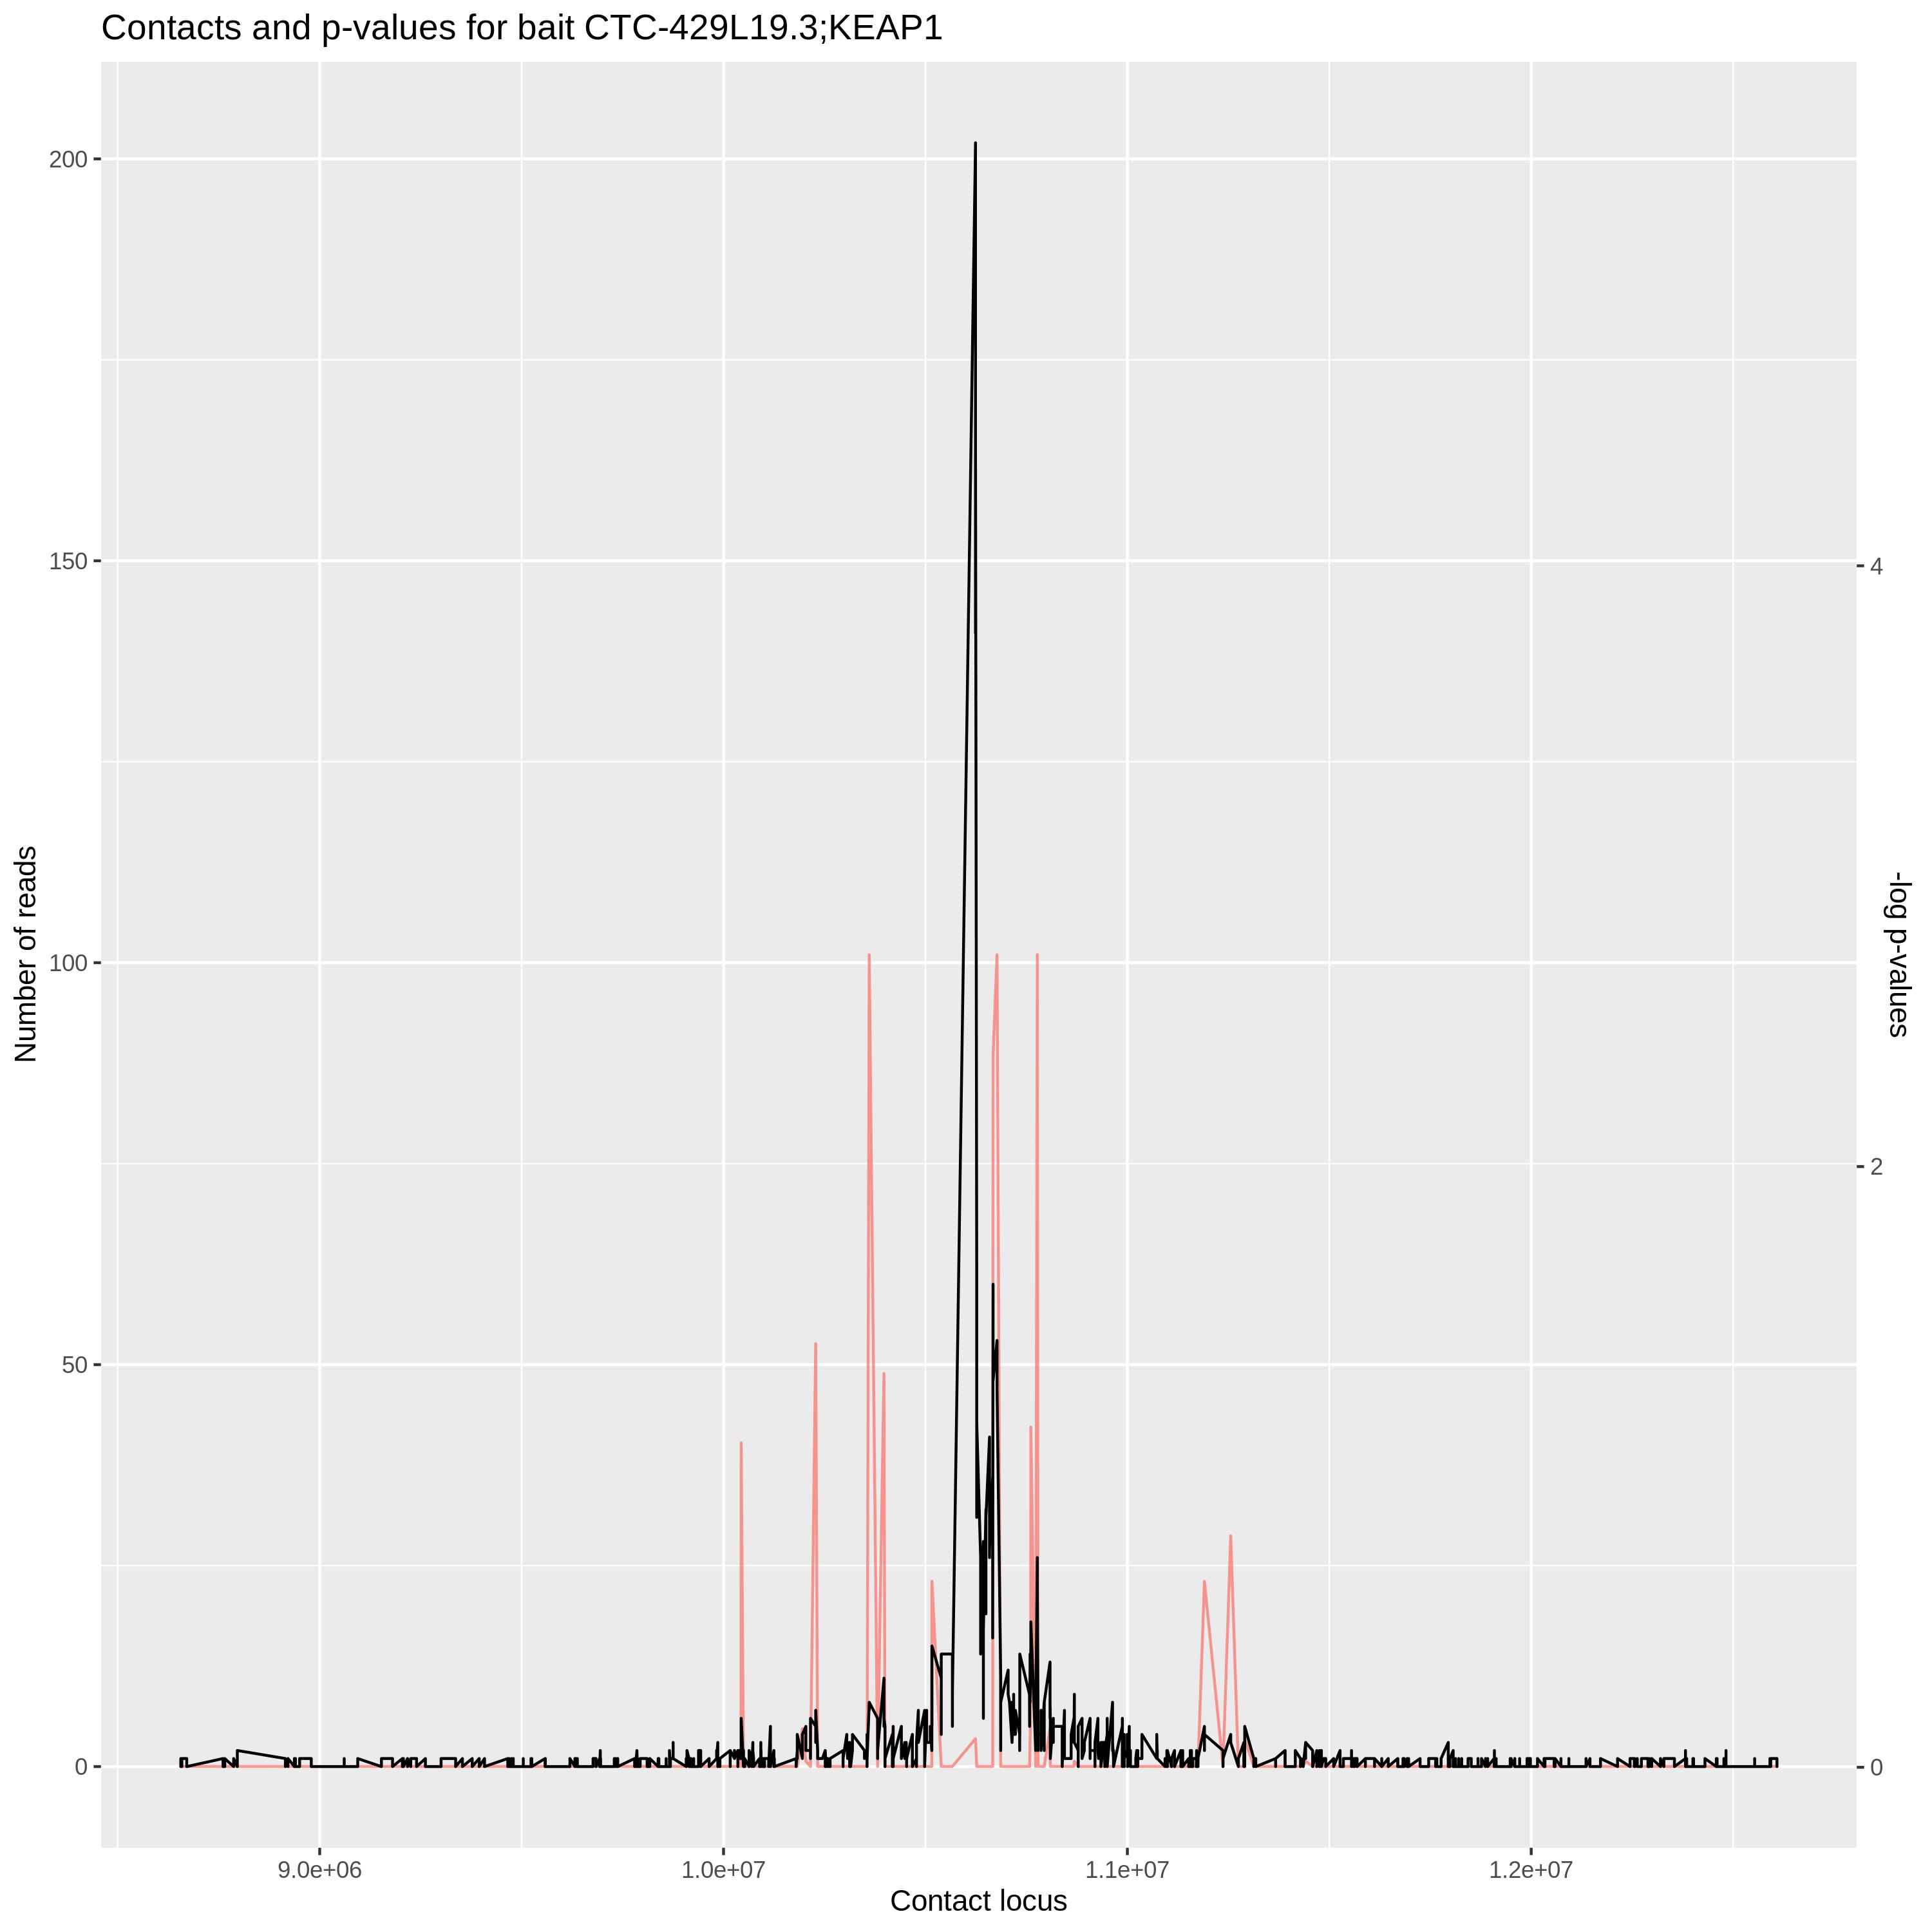 Contacts and p-values for bait CTC-429L19.3;KEAP1
200
150
100
50
0
Number of reads
4
2
0
-log p-values
9.0e+06
1.0e+07
1.1e+07
1.2e+07
Contact locus